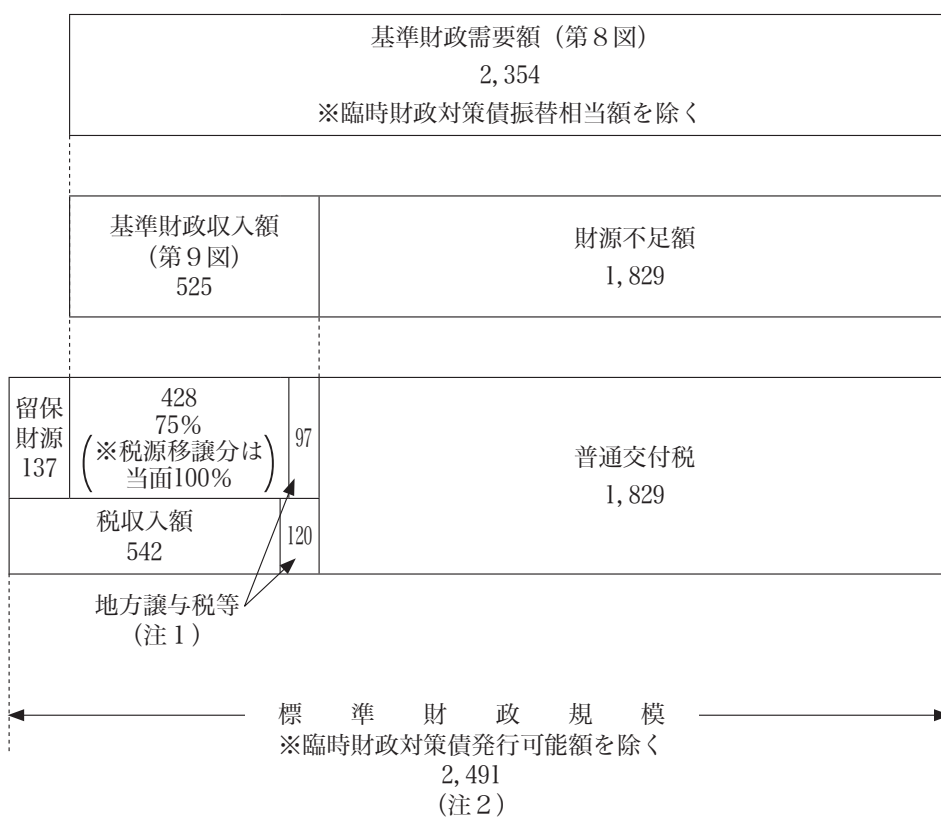 基準財政需要額（第８図）
2,354
※臨時財政対策債振替相当額を除く
基準財政収入額
（第９図）
525
財源不足額
1,829
留保
財源
137
428
75%
（※税源移譲分は
当面100%）
97
普通交付税
1,829
税収入額
542
120
地方譲与税等
（注１）
標準財政規模
※臨時財政対策債発行可能額を除く
2,491
（注２）